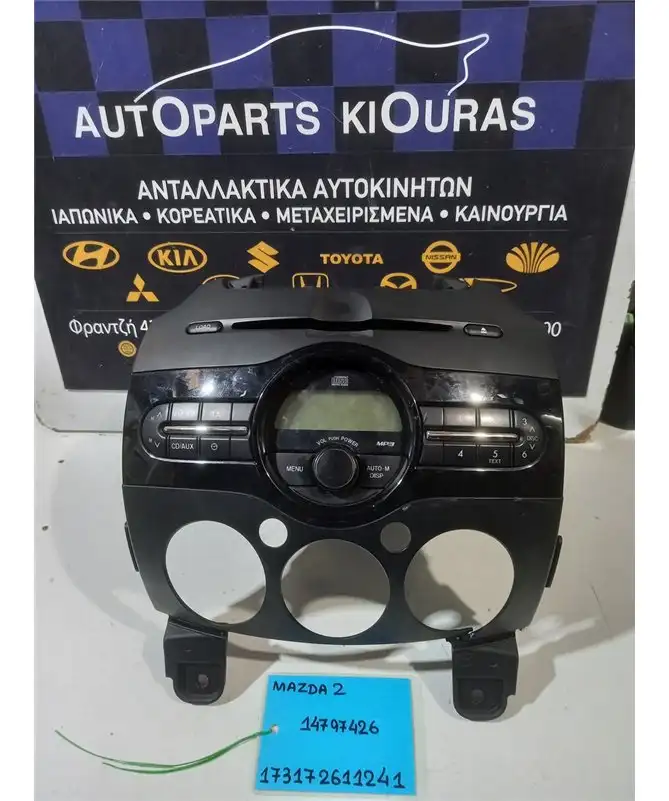 AUTOPARTS KIOURAS
ΑΝΤΑΛΛΑΚΤΙΚΑ ΑΥΤΟΚΙΝΗΤΩΝ
ΙΑΠΩΝΙΚΑ • ΚΟΡΕΑΤΙΚΑ • ΜΕΤΑΧΕΙΡΙΣΜΕΝΑ • ΚΑΙΝΟΥΡΓΙΑ
KIA
TOYOTA
NISSAN
Φραντζή
LOAD
VOL PUSH POWER
MP3
CD/AUX
MENU
AUTO-M
DISP
3
DISC
4
5
6
TEXT
MAZDA 2
14797426
173172611241